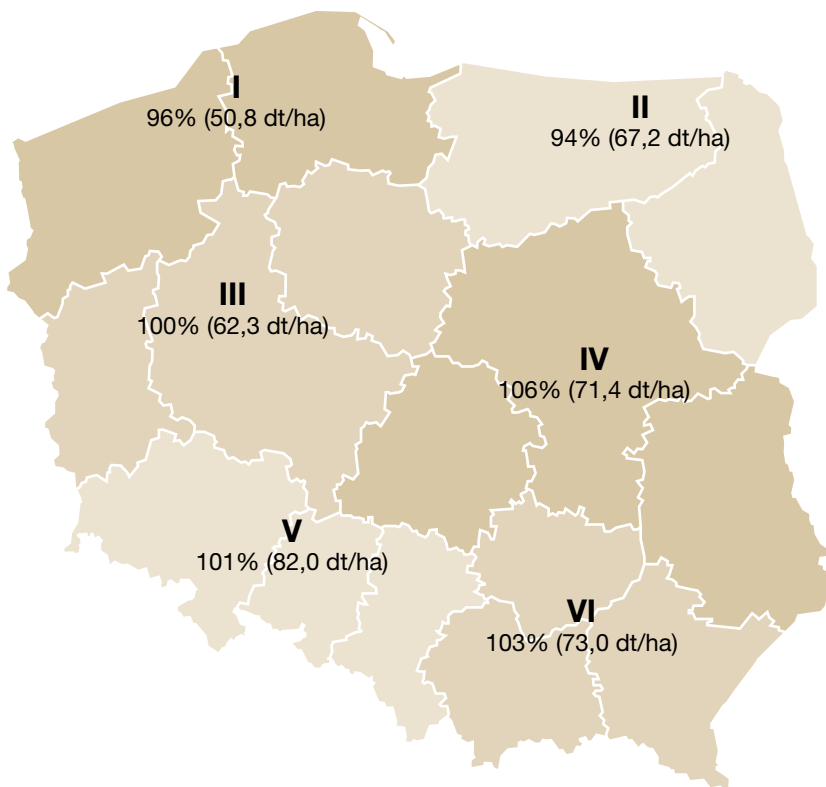 I
96% (50,8 dt/ha)
II
94% (67,2 dt/ha)
III
100% (62,3 dt/ha)
IV
106% (71,4 dt/ha)
V
101% (82,0 dt/ha)
VI
103% (73,0 dt/ha)